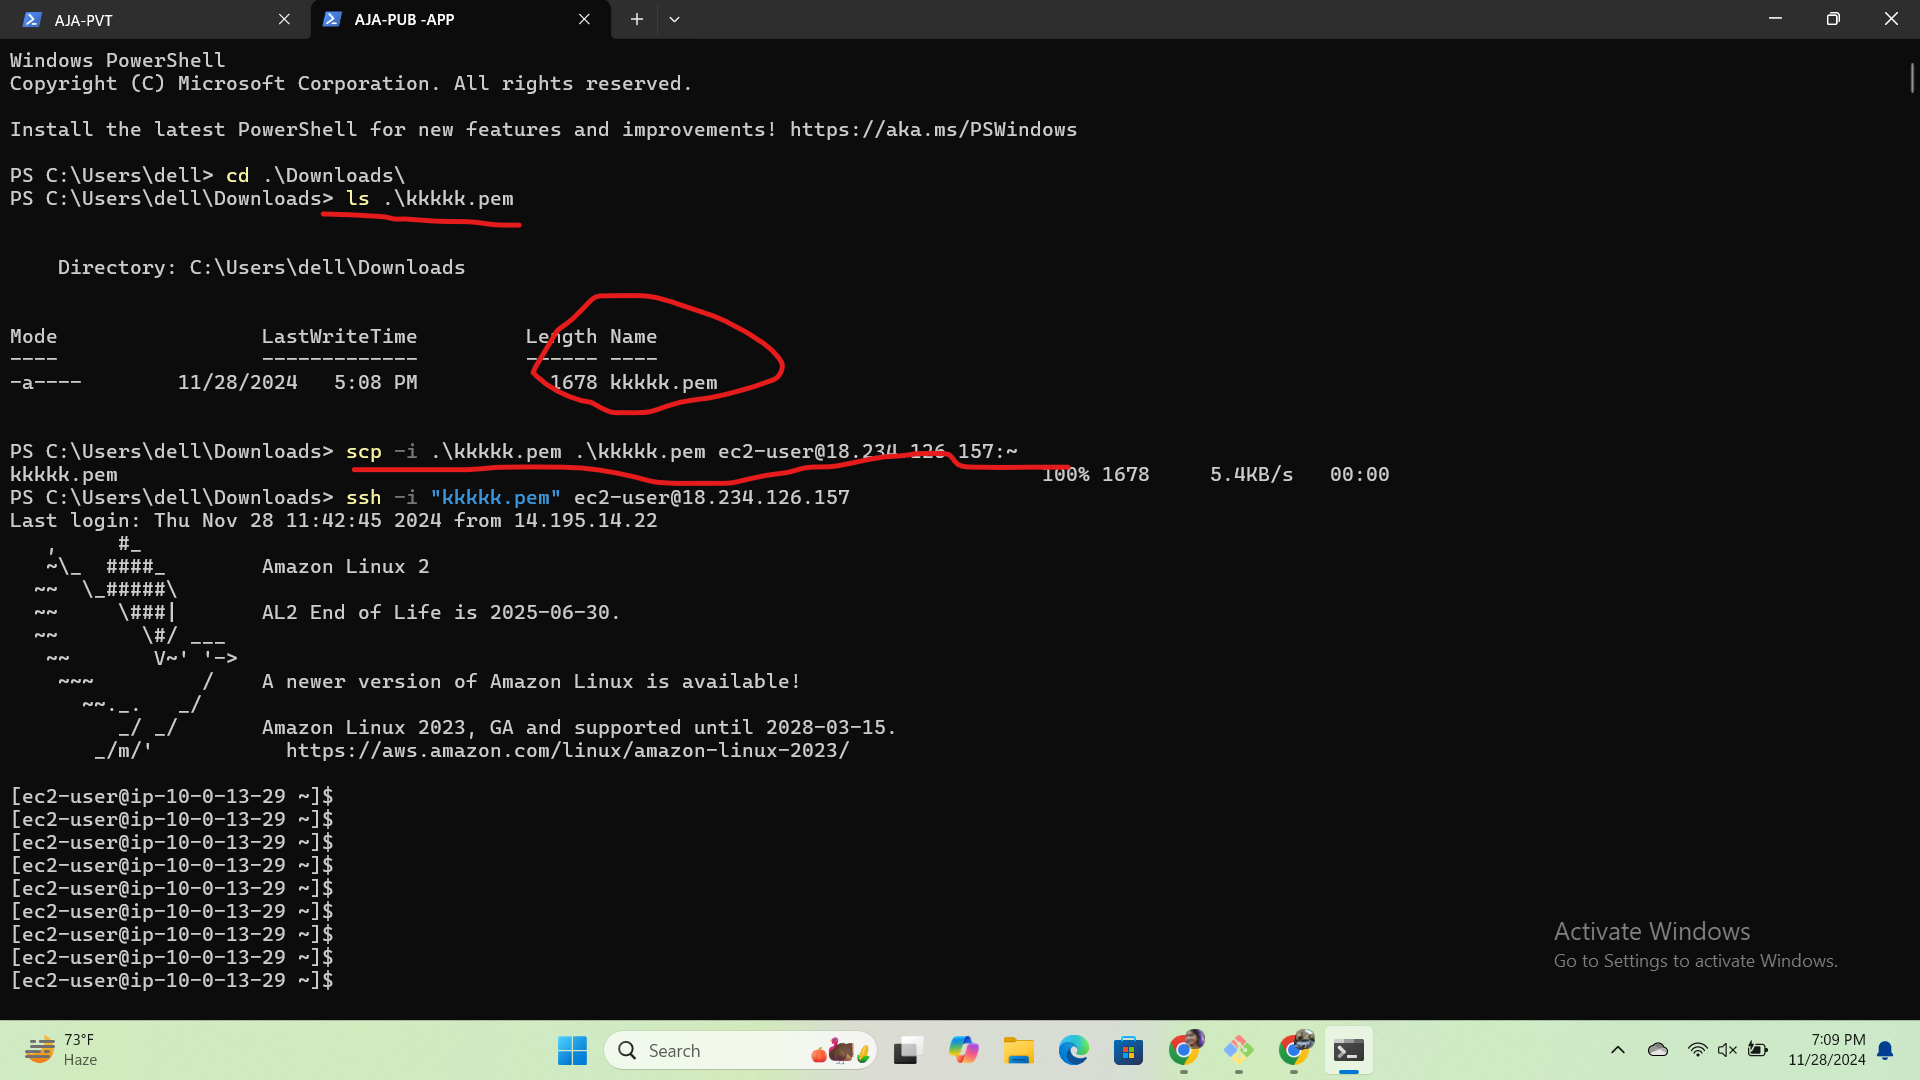 AJA-PVT
AJA-PUB -APP
Windows PowerShell
Copyright (C) Microsoft Corporation. All rights reserved.
Install the latest PowerShell for new features and improvements! https://aka.ms/PSWindows
PS C:\Users\dell> cd .\Downloads\
PS C:\Users\dell\Downloads> ls .\kkkkk.pem
    Directory: C:\Users\dell\Downloads
Mode                 LastWriteTime         Length Name
----                 -------------         ------ ----
-a----        11/28/2024   5:08 PM           1678 kkkkk.pem
PS C:\Users\dell\Downloads> scp -i .\kkkkk.pem .\kkkkk.pem ec2-user@18.234.126.157:~
kkkkk.pem                                                                             100% 1678     5.4KB/s   00:00
PS C:\Users\dell\Downloads> ssh -i "kkkkk.pem" ec2-user@18.234.126.157
Last login: Thu Nov 28 11:42:45 2024 from 14.195.14.22
   ,     #_
   ~\_  ####_        Amazon Linux 2
  ~~  \_#####\
  ~~     \###|       AL2 End of Life is 2025-06-30.
  ~~       \#/ ___
   ~~       V~' '->
    ~~~         /    A newer version of Amazon Linux is available!
      ~~._.   _/
         _/ _/       Amazon Linux 2023, GA and supported until 2028-03-15.
       _/m/'           https://aws.amazon.com/linux/amazon-linux-2023/
[ec2-user@ip-10-0-13-29 ~]$
[ec2-user@ip-10-0-13-29 ~]$
[ec2-user@ip-10-0-13-29 ~]$
[ec2-user@ip-10-0-13-29 ~]$
[ec2-user@ip-10-0-13-29 ~]$
[ec2-user@ip-10-0-13-29 ~]$
[ec2-user@ip-10-0-13-29 ~]$
[ec2-user@ip-10-0-13-29 ~]$
[ec2-user@ip-10-0-13-29 ~]$
Activate Windows
Go to Settings to activate Windows.
73°F
Haze
Search
7:09 PM
11/28/2024